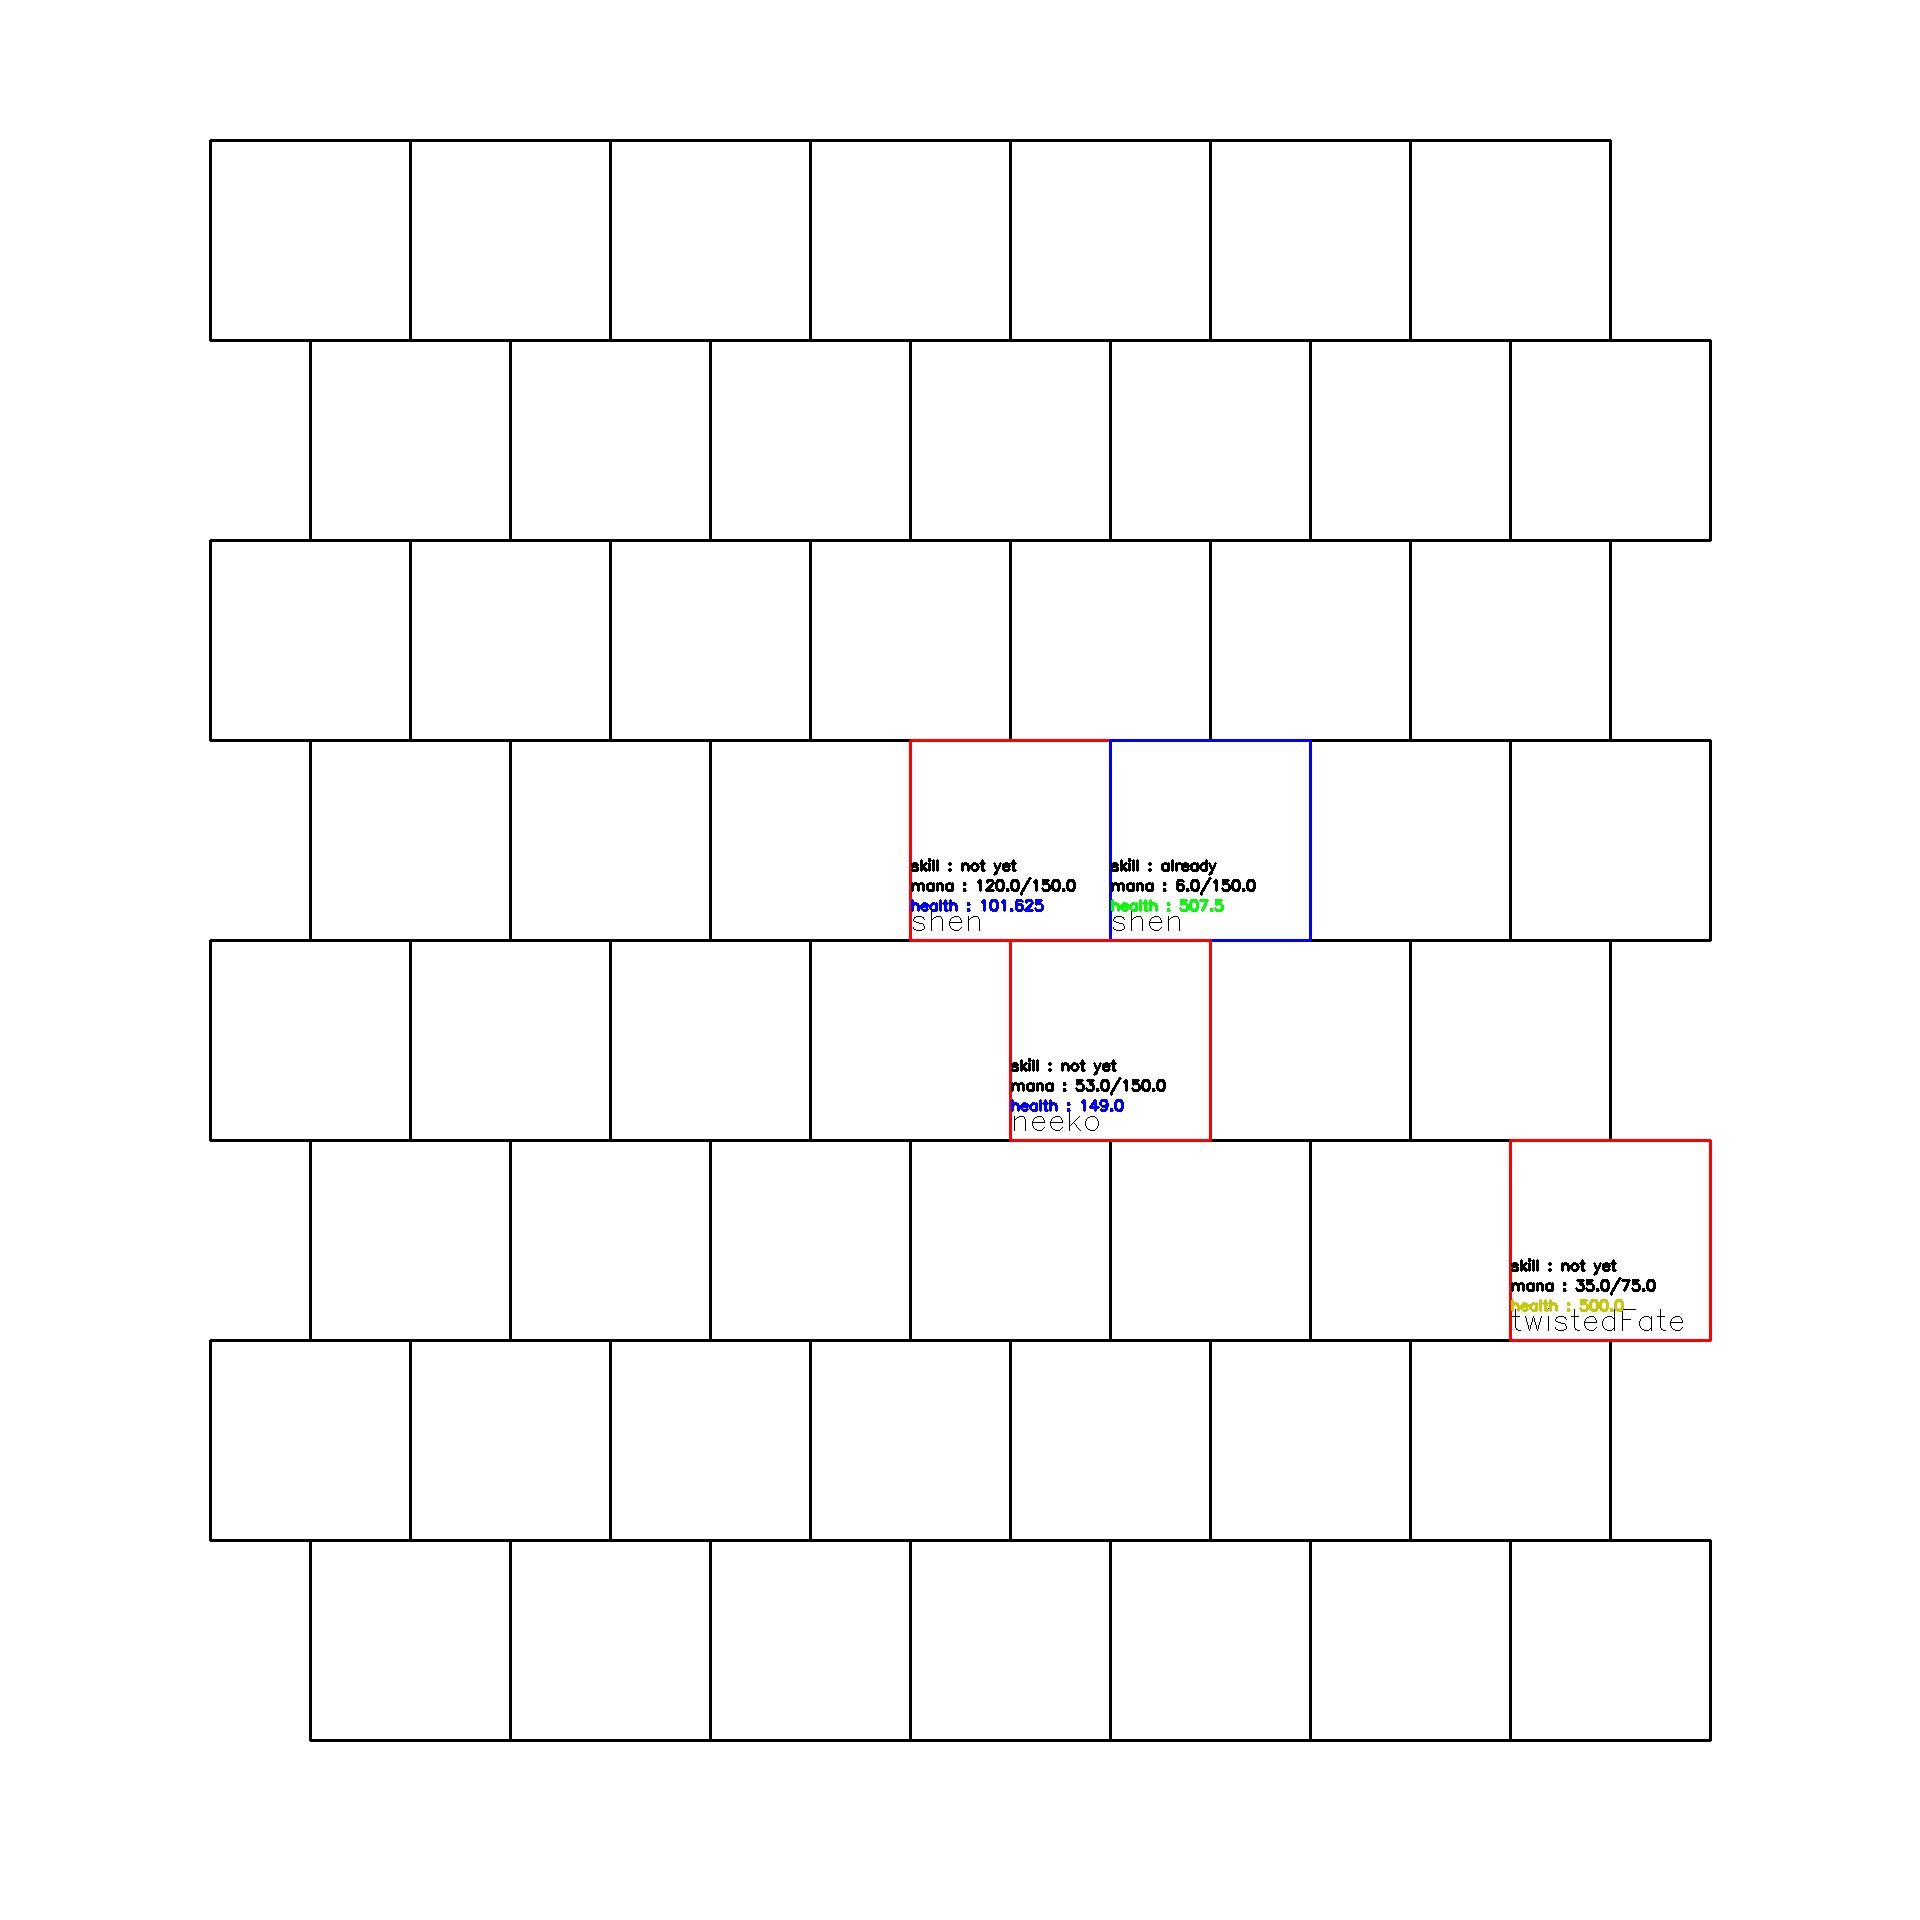 skill : not yet
mana : 120.0/150.0
health : 101.625
shen
skill : already
mana : 6.0/150.0
health : 507.5
shen
skill : not yet
mana : 53.0/150.0
health : 149.0
neeko
skill : not yet
mana : 35.0/75.0
health : 500.0
twistedFate